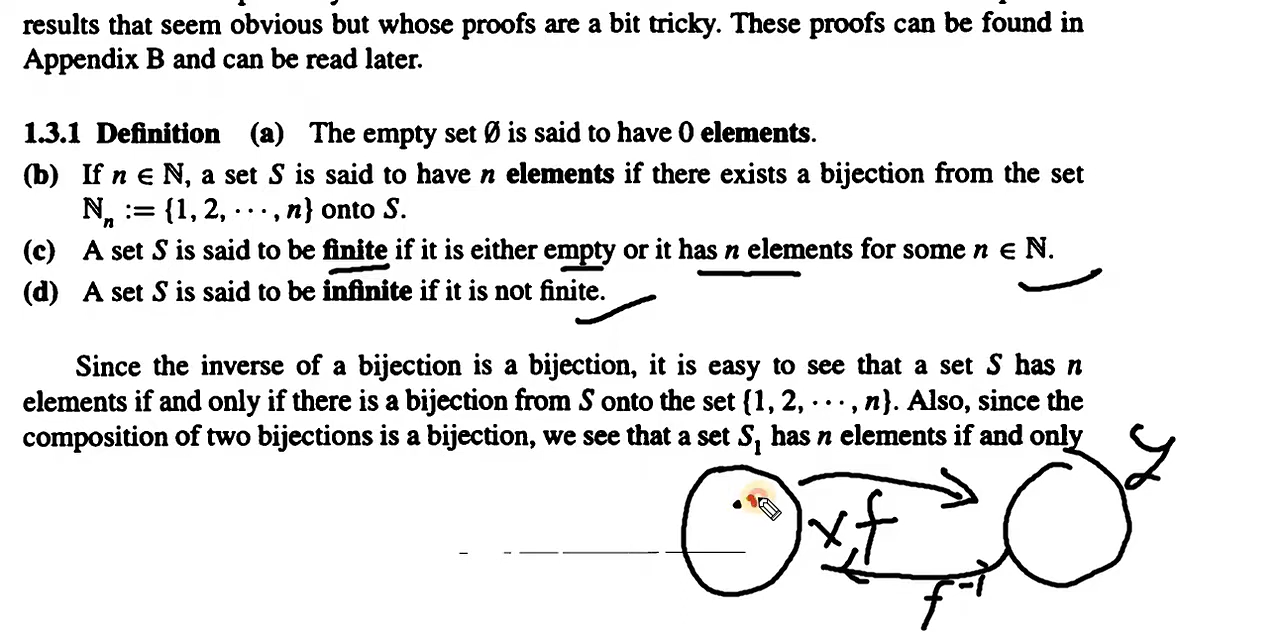 results that seem obvious but whose proofs are a bit tricky. These proofs can be found in
Appendix B and can be read later.
1.3.1 Definition (a) The empty set ∅ is said to have 0 elements.
(b) If n ∈ ℕ, a set S is said to have n elements if there exists a bijection from the set
ℕₙ := {1, 2, ···, n} onto S.
(c) A set S is said to be finite if it is either empty or it has n elements for some n ∈ ℕ.
(d) A set S is said to be infinite if it is not finite.
Since the inverse of a bijection is a bijection, it is easy to see that a set S has n
elements if and only if there is a bijection from S onto the set {1, 2, ···, n}. Also, since the
composition of two bijections is a bijection, we see that a set S₁ has n elements if and only
y
x, f
f⁻¹